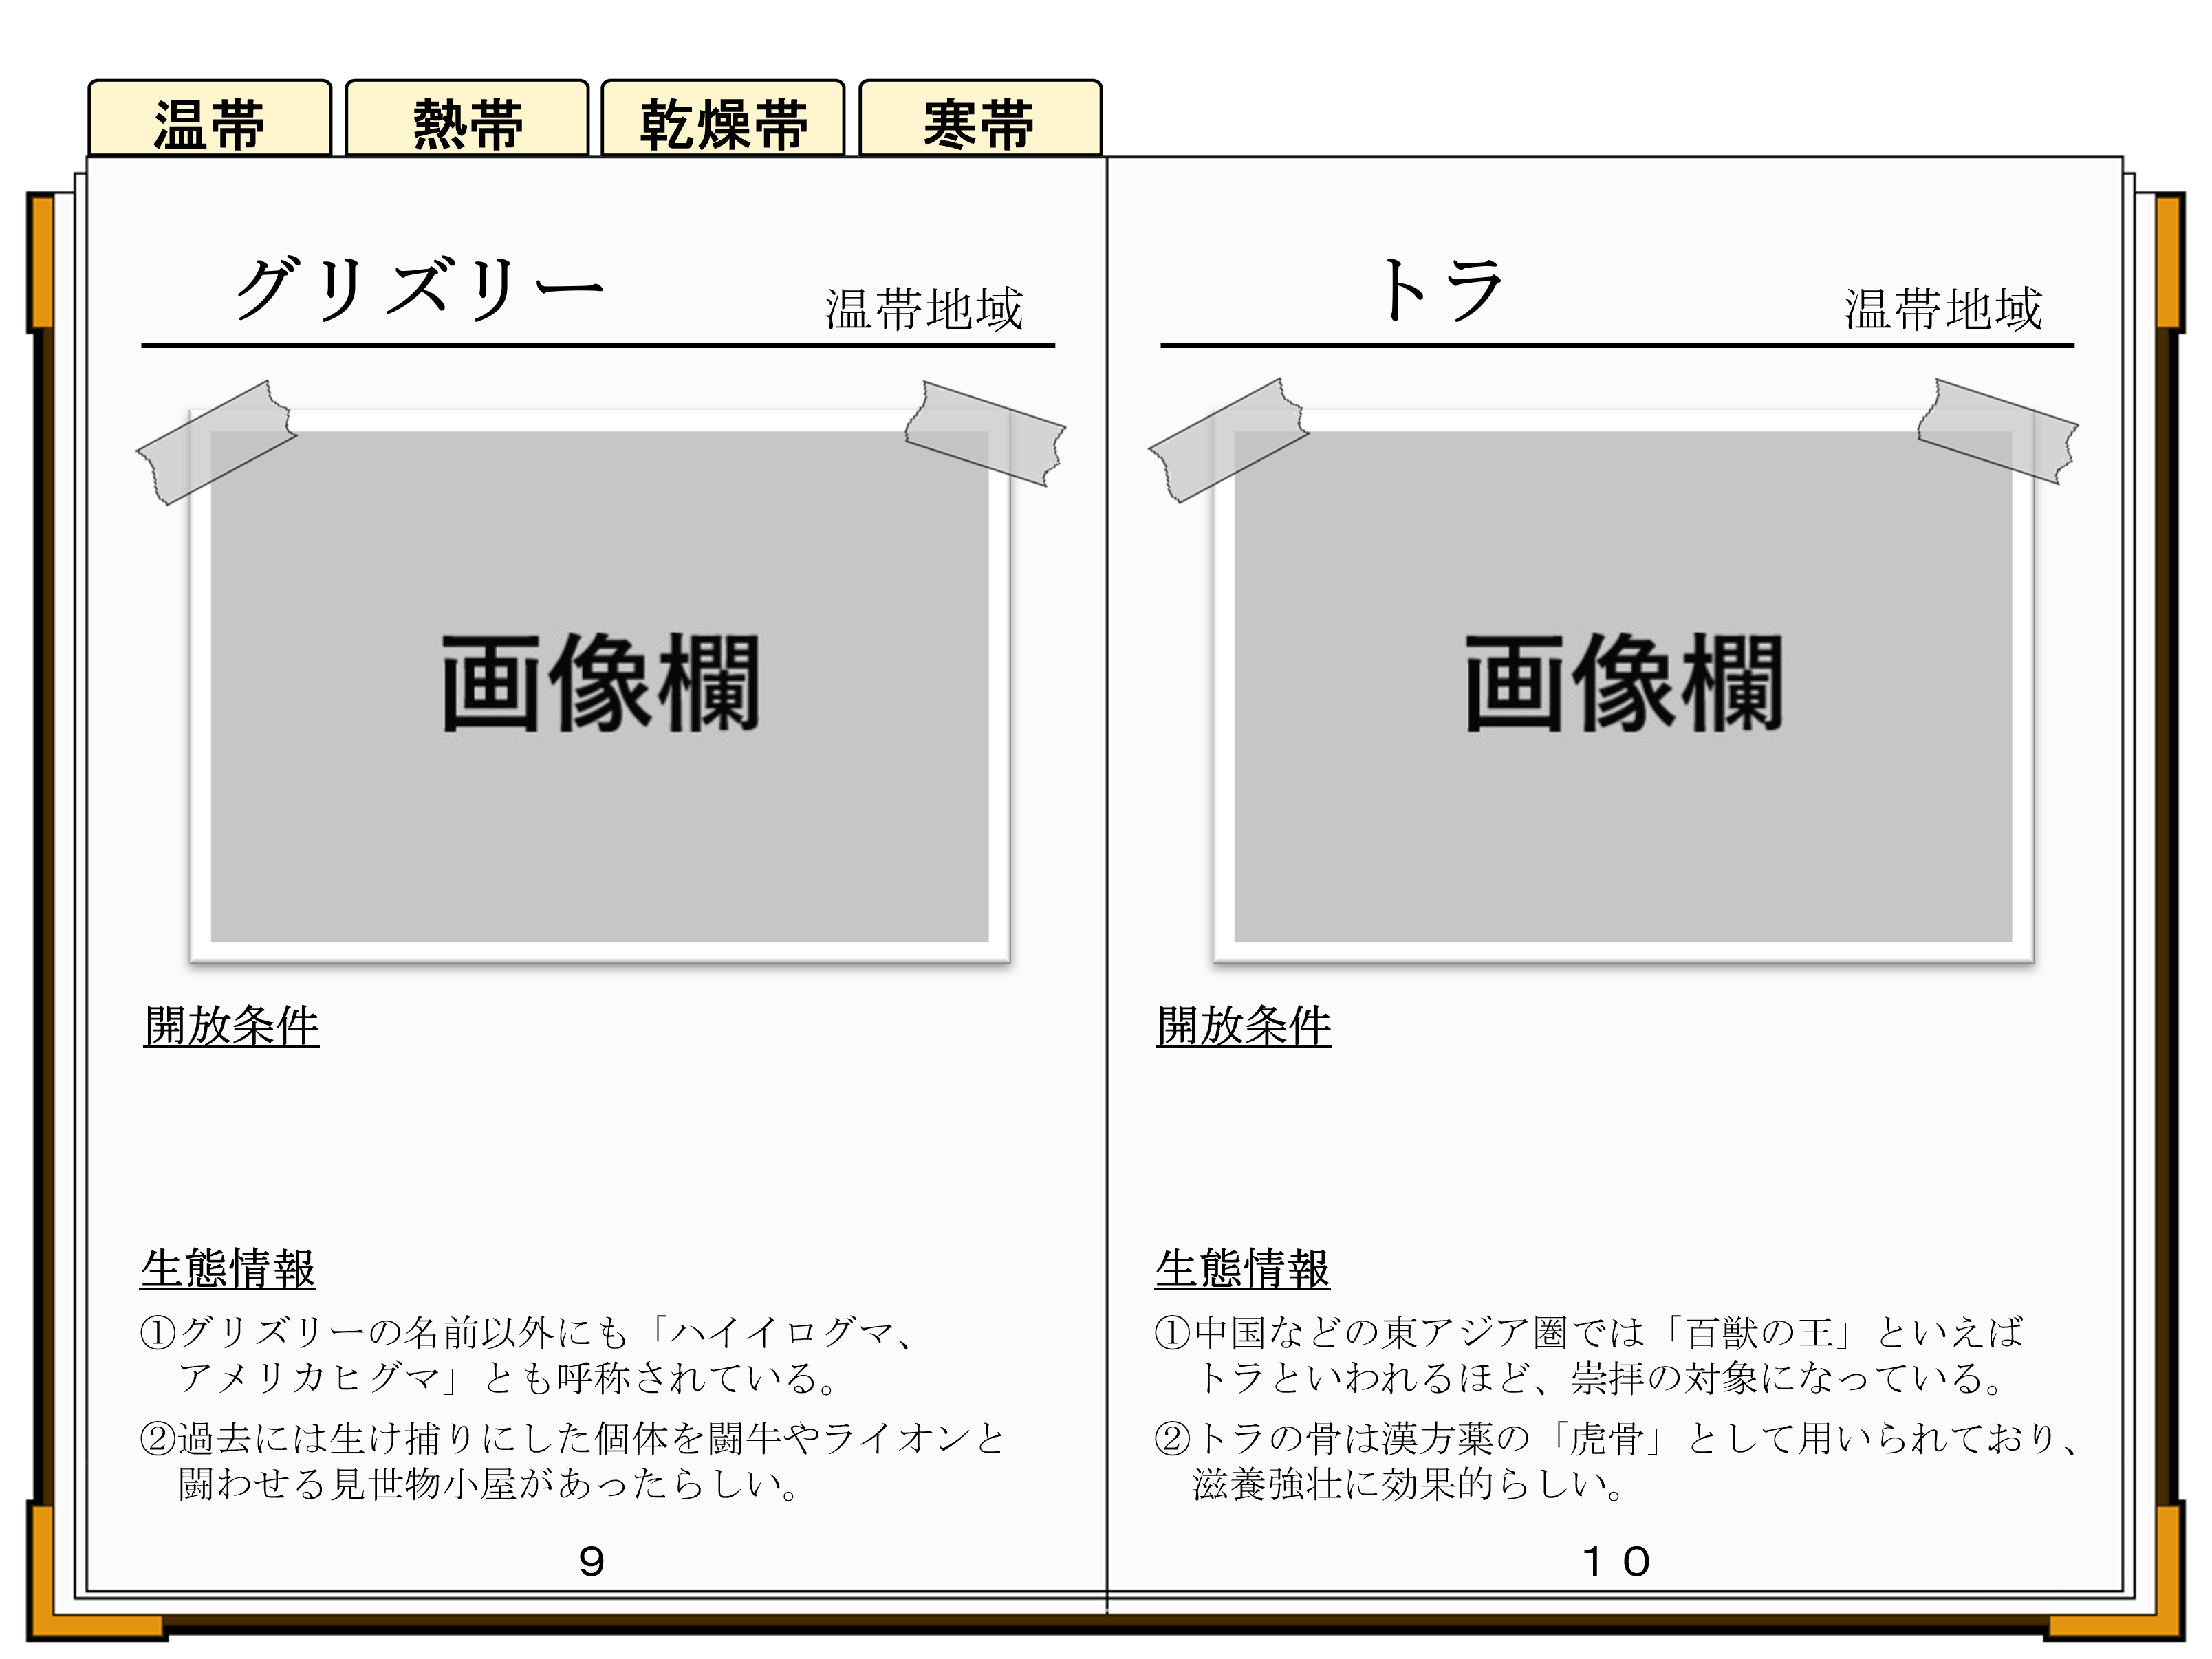 温帯
熱帯
乾燥帯
寒帯
グリズリー
温帯地域
画像欄
開放条件
生態情報
①グリズリーの名前以外にも「ハイイログマ、
アメリカヒグマ」とも呼称されている。
②過去には生け捕りにした個体を闘牛やライオンと
闘わせる見世物小屋があったらしい。
９
トラ
温帯地域
画像欄
開放条件
生態情報
①中国などの東アジア圏では「百獣の王」といえば
トラといわれるほど、崇拝の対象になっている。
②トラの骨は漢方薬の「虎骨」として用いられており、
滋養強壮に効果的らしい。
１０